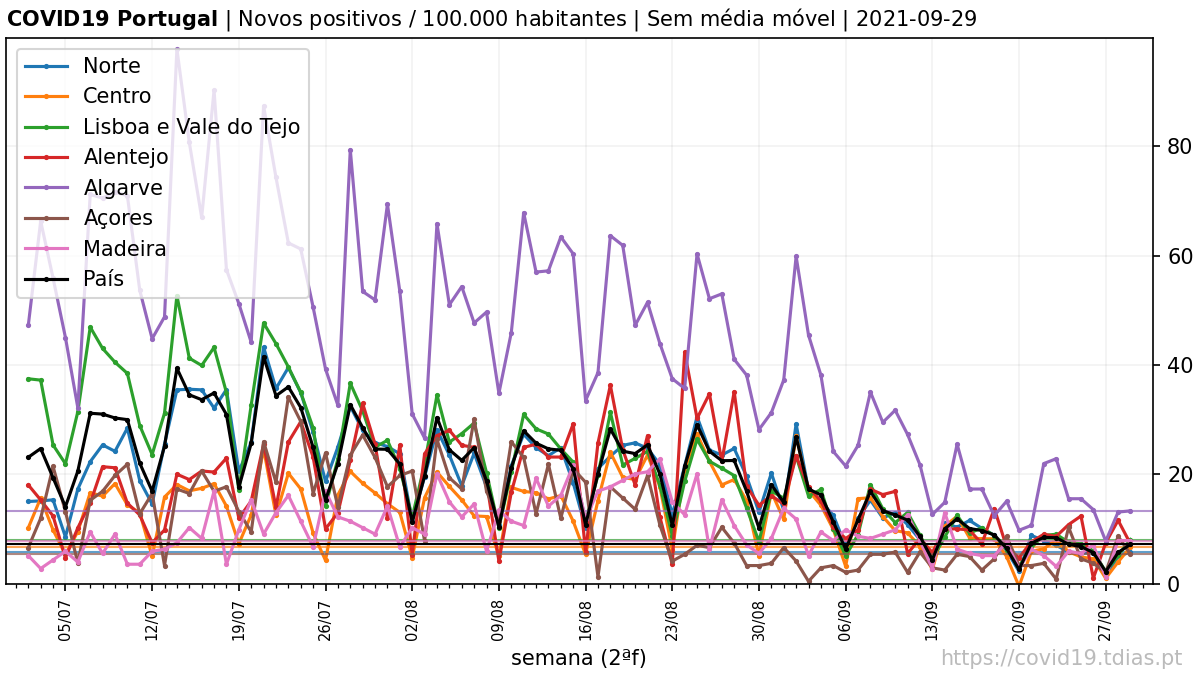 COVID19 Portugal | Novos positivos / 100.000 habitantes | Sem média móvel | 2021-09-29
Norte
Centro
Lisboa e Vale do Tejo
Alentejo
Algarve
Açores
Madeira
País
80
60
40
20
0
05/07
12/07
19/07
26/07
02/08
09/08
16/08
23/08
30/08
06/09
13/09
20/09
27/09
semana (2ªf)
https://covid19.tdias.pt